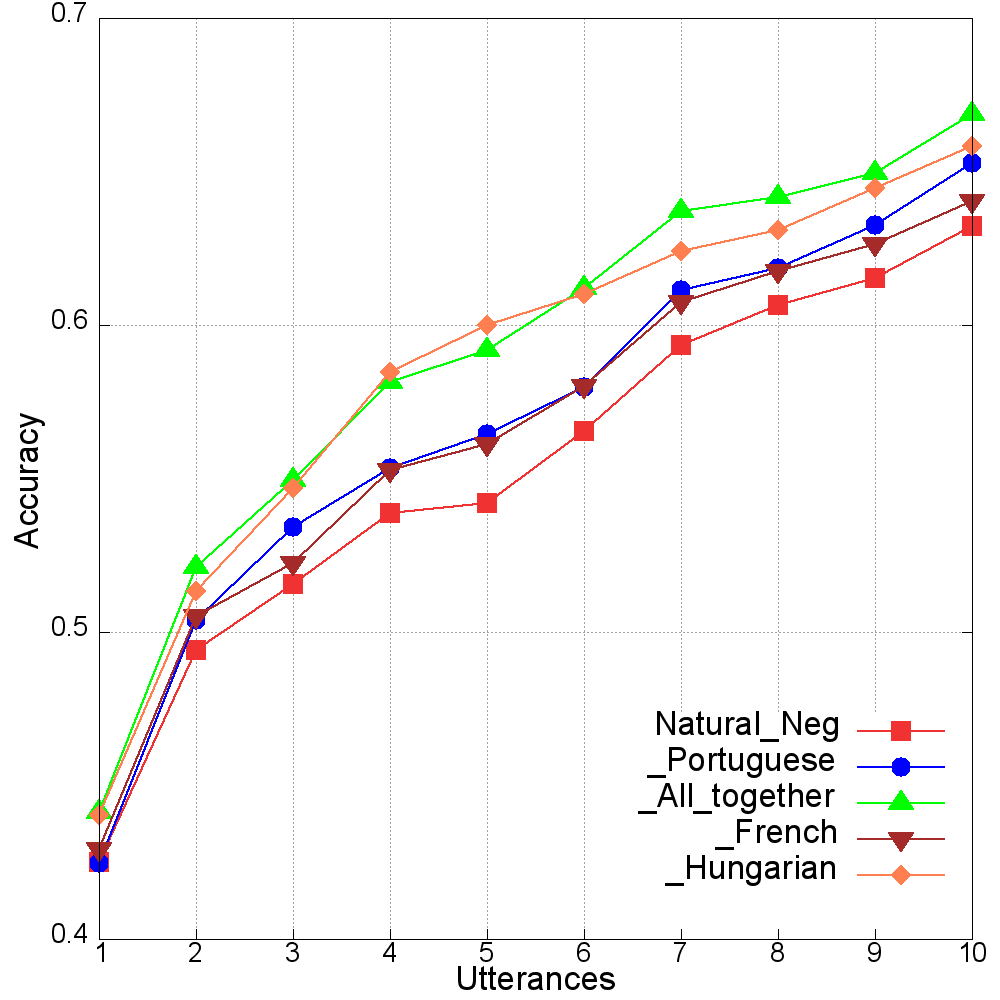 0.7
0.6
0.5
0.4
Accuracy
Natural_Neg
_Portuguese
_All_together
_French
_Hungarian
1 2 3 4 5 6 7 8 9 10
Utterances